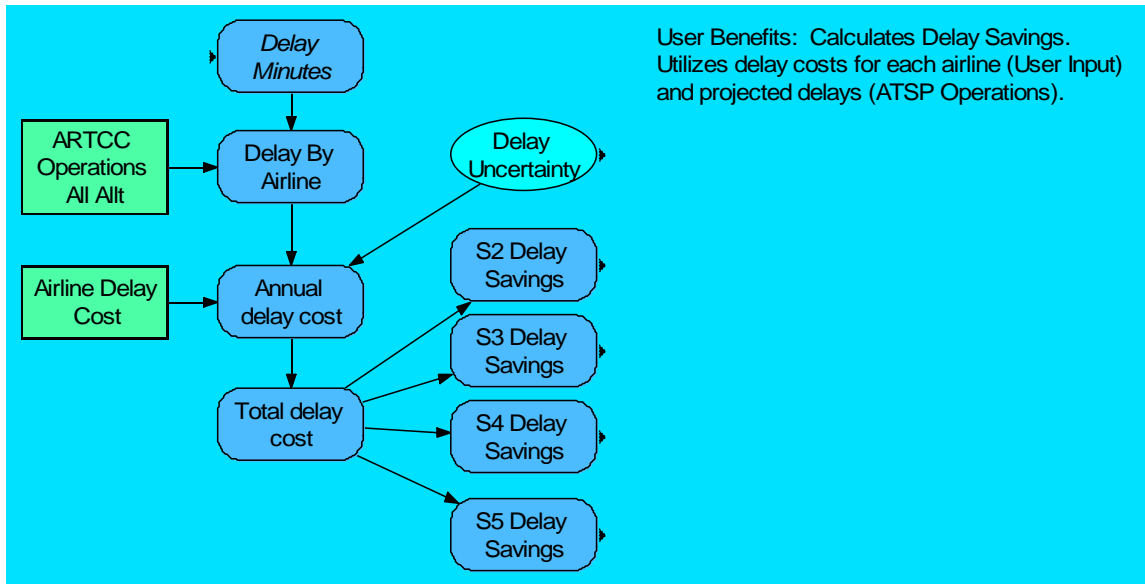 Delay
Minutes
User Benefits: Calculates Delay Savings.
Utilizes delay costs for each airline (User Input)
and projected delays (ATSP Operations).
ARTCC
Operations
All Allt
Delay By
Airline
Delay
Uncertainty
S2 Delay
Savings
Airline Delay
Cost
Annual
delay cost
S3 Delay
Savings
Total delay
cost
S4 Delay
Savings
S5 Delay
Savings